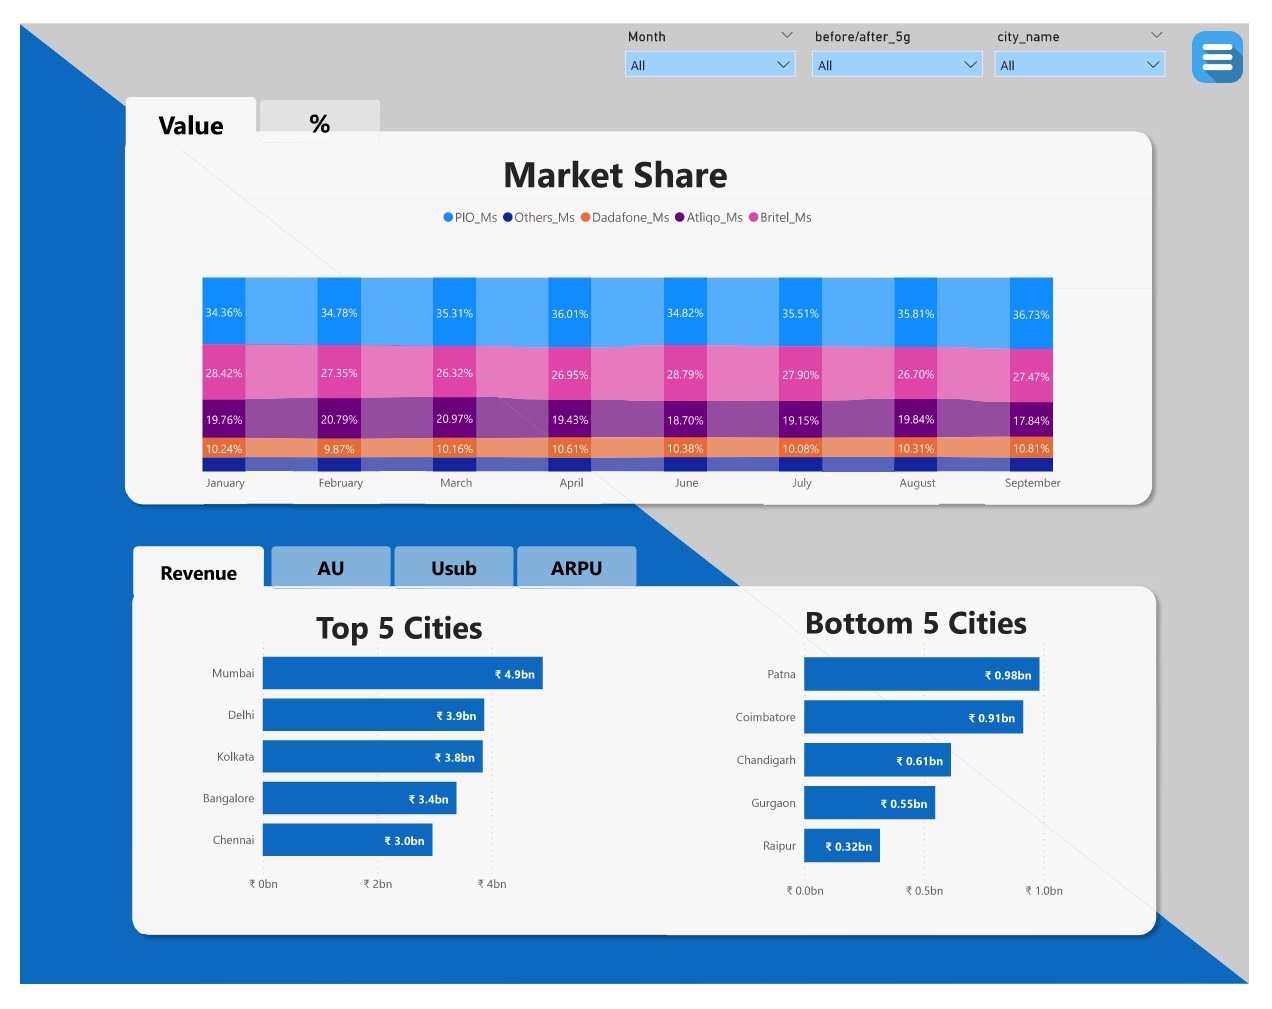 Month before/after_5g city_name
All All All
Value %
Market Share
PIO_Ms Others_Ms Dadafone_Ms Atliqo_Ms Britel_Ms
34.36% 34.78% 35.31% 36.01% 34.82% 35.51% 35.81% 36.73%
28.42% 27.35% 26.32% 26.95% 28.79% 27.90% 26.70% 27.47%
19.76% 20.79% 20.97% 19.43% 18.70% 19.15% 19.84% 17.84%
10.24% 9.87% 10.16% 10.61% 10.38% 10.08% 10.31% 10.81%
January February March April June July August September
Revenue AU Usub ARPU
Top 5 Cities
Mumbai ₹ 4.9bn
Delhi ₹ 3.9bn
Kolkata ₹ 3.8bn
Bangalore ₹ 3.4bn
Chennai ₹ 3.0bn
₹ 0bn ₹ 2bn ₹ 4bn
Bottom 5 Cities
Patna ₹ 0.98bn
Coimbatore ₹ 0.91bn
Chandigarh ₹ 0.61bn
Gurgaon ₹ 0.55bn
Raipur ₹ 0.32bn
₹ 0.0bn ₹ 0.5bn ₹ 1.0bn